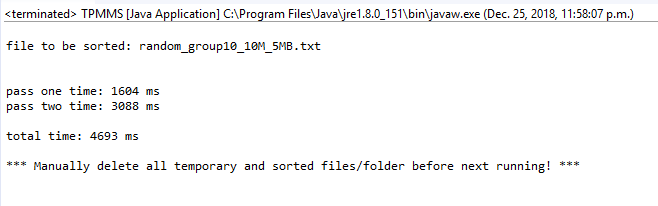 <terminated> TPMMS [Java Application] C:\Program Files\Java\jre1.8.0_151\bin\javaw.exe (Dec. 25, 2018, 11:58:07 p.m.)
file to be sorted: random_group10_10M_5MB.txt
pass one time: 1604 ms
pass two time: 3088 ms
total time: 4693 ms
*** Manually delete all temporary and sorted files/folder before next running! ***